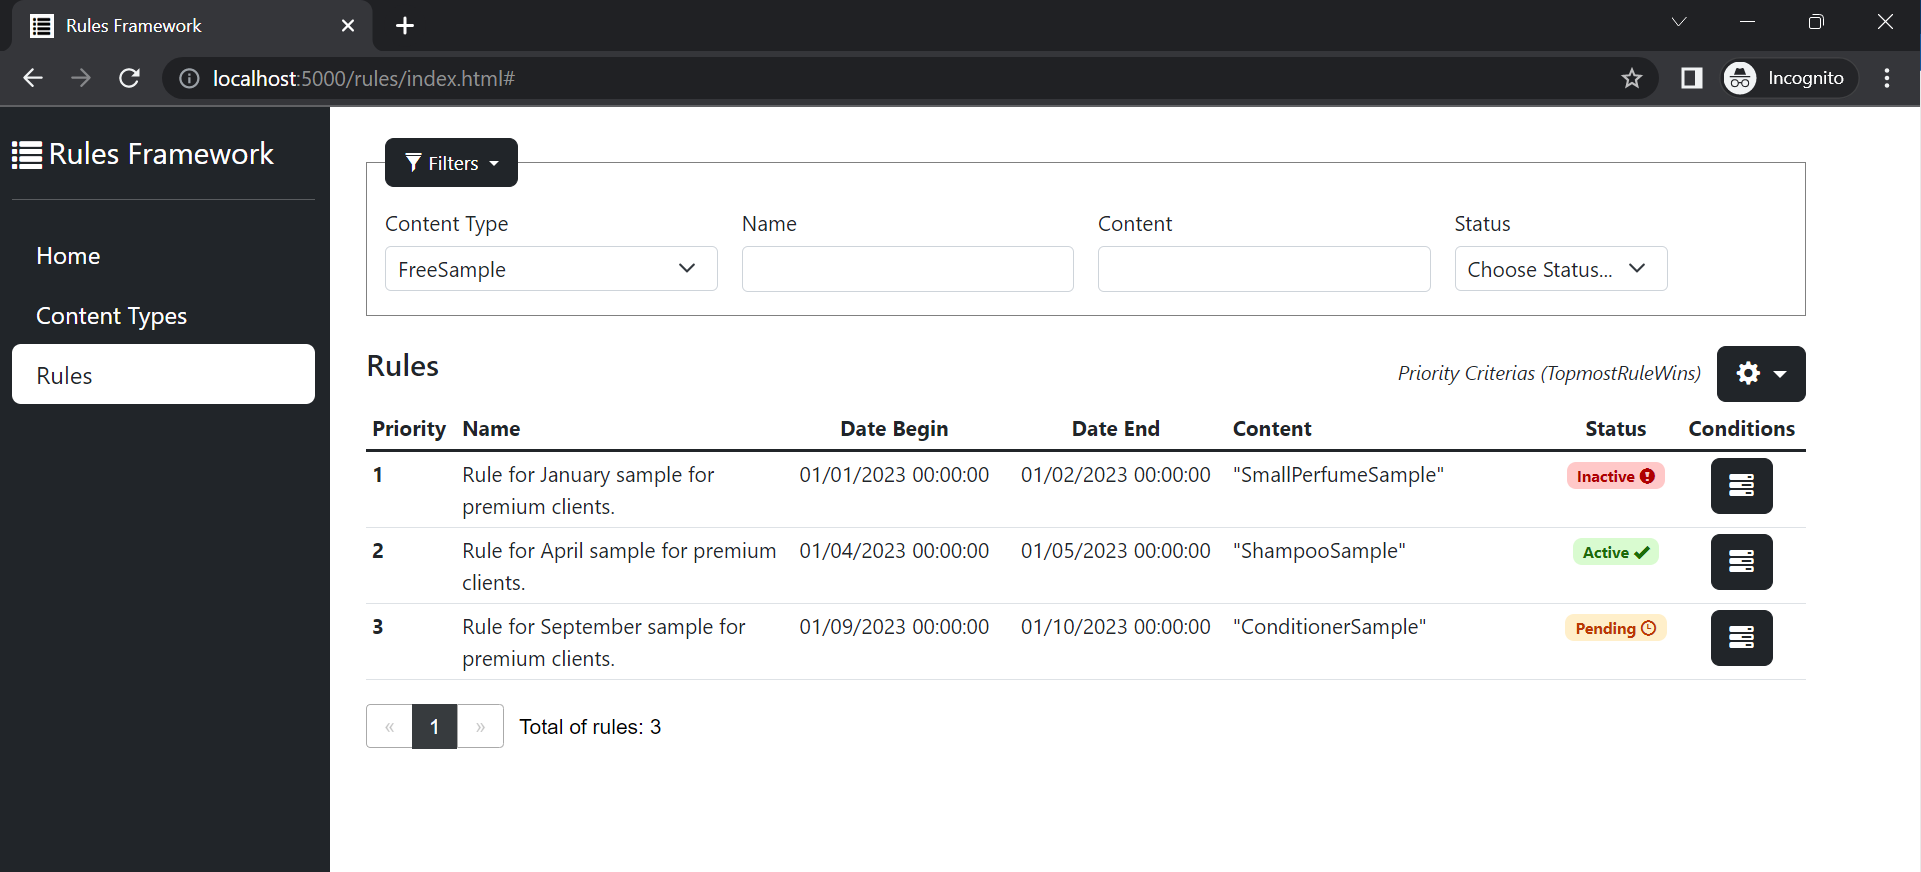 Rules Framework
localhost:5000/rules/index.html#
Incognito
Rules Framework
Home
Content Types
Rules
Filters
Content Type Name Content Status
FreeSample Choose Status...
Rules
Priority Criterias (TopmostRuleWins)
Priority Name Date Begin Date End Content Status Conditions
1 Rule for January sample for 01/01/2023 00:00:00 01/02/2023 00:00:00 "SmallPerfumeSample" Inactive
premium clients.
2 Rule for April sample for premium 01/04/2023 00:00:00 01/05/2023 00:00:00 "ShampooSample" Active
clients.
3 Rule for September sample for 01/09/2023 00:00:00 01/10/2023 00:00:00 "ConditionerSample" Pending
premium clients.
« 1 » Total of rules: 3